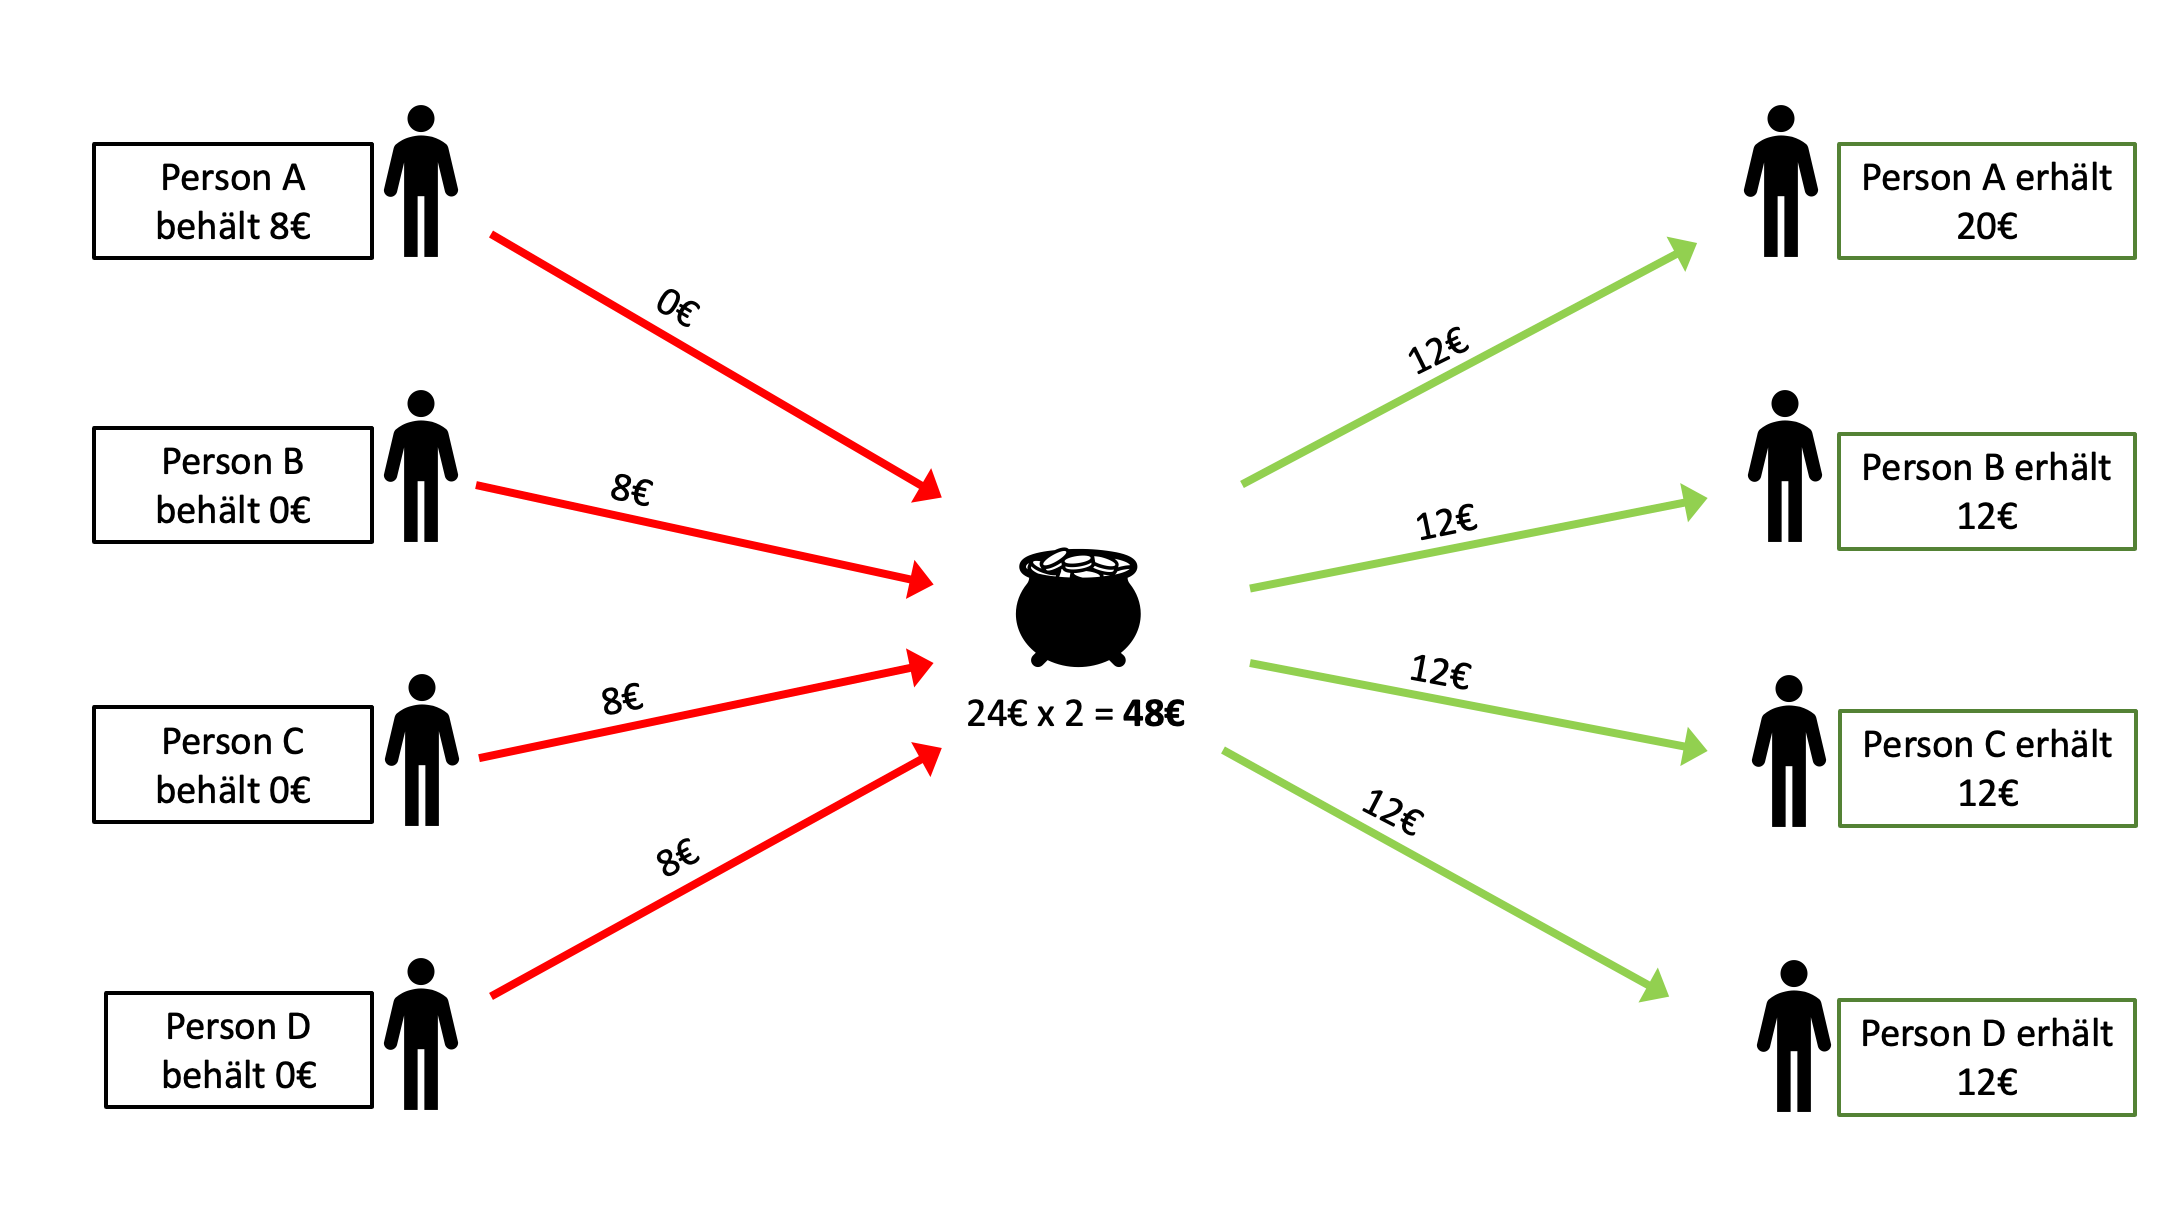 Person A
behält 8€
Person B
behält 0€
Person C
behält 0€
Person D
behält 0€
0€
8€
8€
8€
24€ x 2 = 48€
12€
12€
12€
12€
Person A erhält
20€
Person B erhält
12€
Person C erhält
12€
Person D erhält
12€